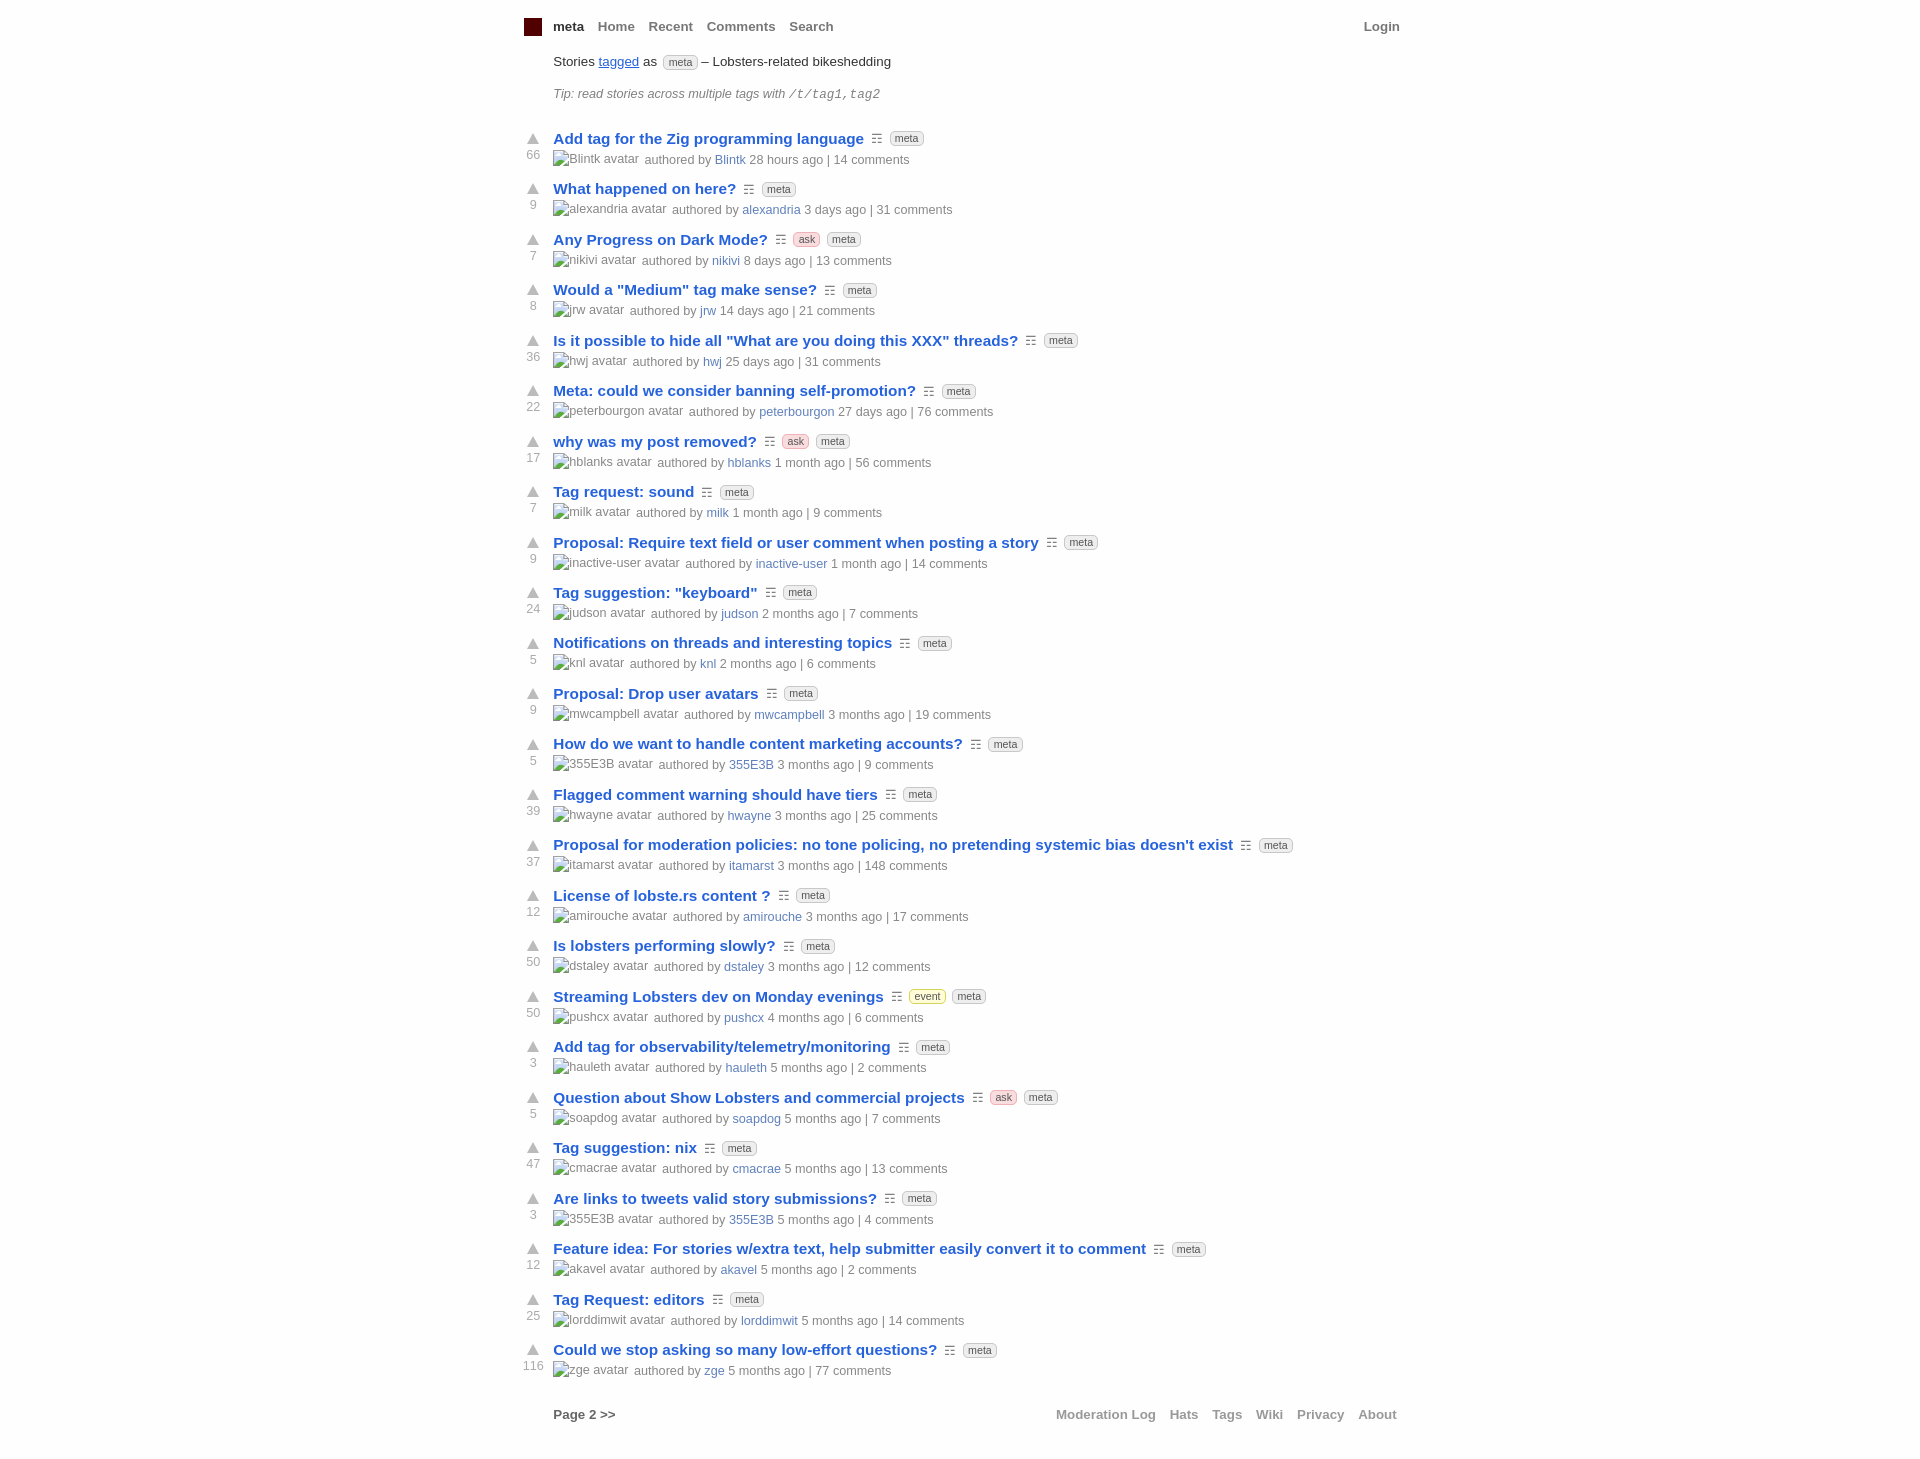 meta Home Recent Comments Search Login
Stories tagged as meta – Lobsters-related bikeshedding
Tip: read stories across multiple tags with /t/tag1,tag2
Add tag for the Zig programming language ☶ meta
66
Blintk avatar authored by Blintk 28 hours ago | 14 comments
What happened on here? ☶ meta
9
alexandria avatar authored by alexandria 3 days ago | 31 comments
Any Progress on Dark Mode? ☶ ask meta
7
nikivi avatar authored by nikivi 8 days ago | 13 comments
Would a "Medium" tag make sense? ☶ meta
8
jrw avatar authored by jrw 14 days ago | 21 comments
Is it possible to hide all "What are you doing this XXX" threads? ☶ meta
36
hwj avatar authored by hwj 25 days ago | 31 comments
Meta: could we consider banning self-promotion? ☶ meta
22
peterbourgon avatar authored by peterbourgon 27 days ago | 76 comments
why was my post removed? ☶ ask meta
17
hblanks avatar authored by hblanks 1 month ago | 56 comments
Tag request: sound ☶ meta
7
milk avatar authored by milk 1 month ago | 9 comments
Proposal: Require text field or user comment when posting a story ☶ meta
9
inactive-user avatar authored by inactive-user 1 month ago | 14 comments
Tag suggestion: "keyboard" ☶ meta
24
judson avatar authored by judson 2 months ago | 7 comments
Notifications on threads and interesting topics ☶ meta
5
knl avatar authored by knl 2 months ago | 6 comments
Proposal: Drop user avatars ☶ meta
9
mwcampbell avatar authored by mwcampbell 3 months ago | 19 comments
How do we want to handle content marketing accounts? ☶ meta
5
355E3B avatar authored by 355E3B 3 months ago | 9 comments
Flagged comment warning should have tiers ☶ meta
39
hwayne avatar authored by hwayne 3 months ago | 25 comments
Proposal for moderation policies: no tone policing, no pretending systemic bias doesn't exist ☶ meta
37
itamarst avatar authored by itamarst 3 months ago | 148 comments
License of lobste.rs content ? ☶ meta
12
amirouche avatar authored by amirouche 3 months ago | 17 comments
Is lobsters performing slowly? ☶ meta
50
dstaley avatar authored by dstaley 3 months ago | 12 comments
Streaming Lobsters dev on Monday evenings ☶ event meta
50
pushcx avatar authored by pushcx 4 months ago | 6 comments
Add tag for observability/telemetry/monitoring ☶ meta
3
hauleth avatar authored by hauleth 5 months ago | 2 comments
Question about Show Lobsters and commercial projects ☶ ask meta
5
soapdog avatar authored by soapdog 5 months ago | 7 comments
Tag suggestion: nix ☶ meta
47
cmacrae avatar authored by cmacrae 5 months ago | 13 comments
Are links to tweets valid story submissions? ☶ meta
3
355E3B avatar authored by 355E3B 5 months ago | 4 comments
Feature idea: For stories w/extra text, help submitter easily convert it to comment ☶ meta
12
akavel avatar authored by akavel 5 months ago | 2 comments
Tag Request: editors ☶ meta
25
lorddimwit avatar authored by lorddimwit 5 months ago | 14 comments
Could we stop asking so many low-effort questions? ☶ meta
116
zge avatar authored by zge 5 months ago | 77 comments
Page 2 >> Moderation Log Hats Tags Wiki Privacy About